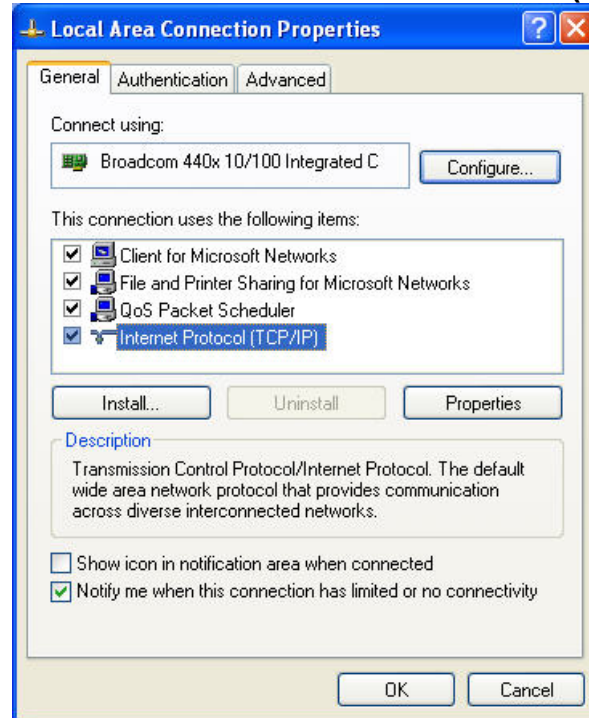 Local Area Connection Properties
General Authentication Advanced
Connect using:
Broadcom 440x 10/100 Integrated C
Configure...
This connection uses the following items:
Client for Microsoft Networks
File and Printer Sharing for Microsoft Networks
QoS Packet Scheduler
Internet Protocol (TCP/IP)
Install... Uninstall Properties
Description
Transmission Control Protocol/Internet Protocol. The default
wide area network protocol that provides communication
across diverse interconnected networks.
Show icon in notification area when connected
Notify me when this connection has limited or no connectivity
OK Cancel